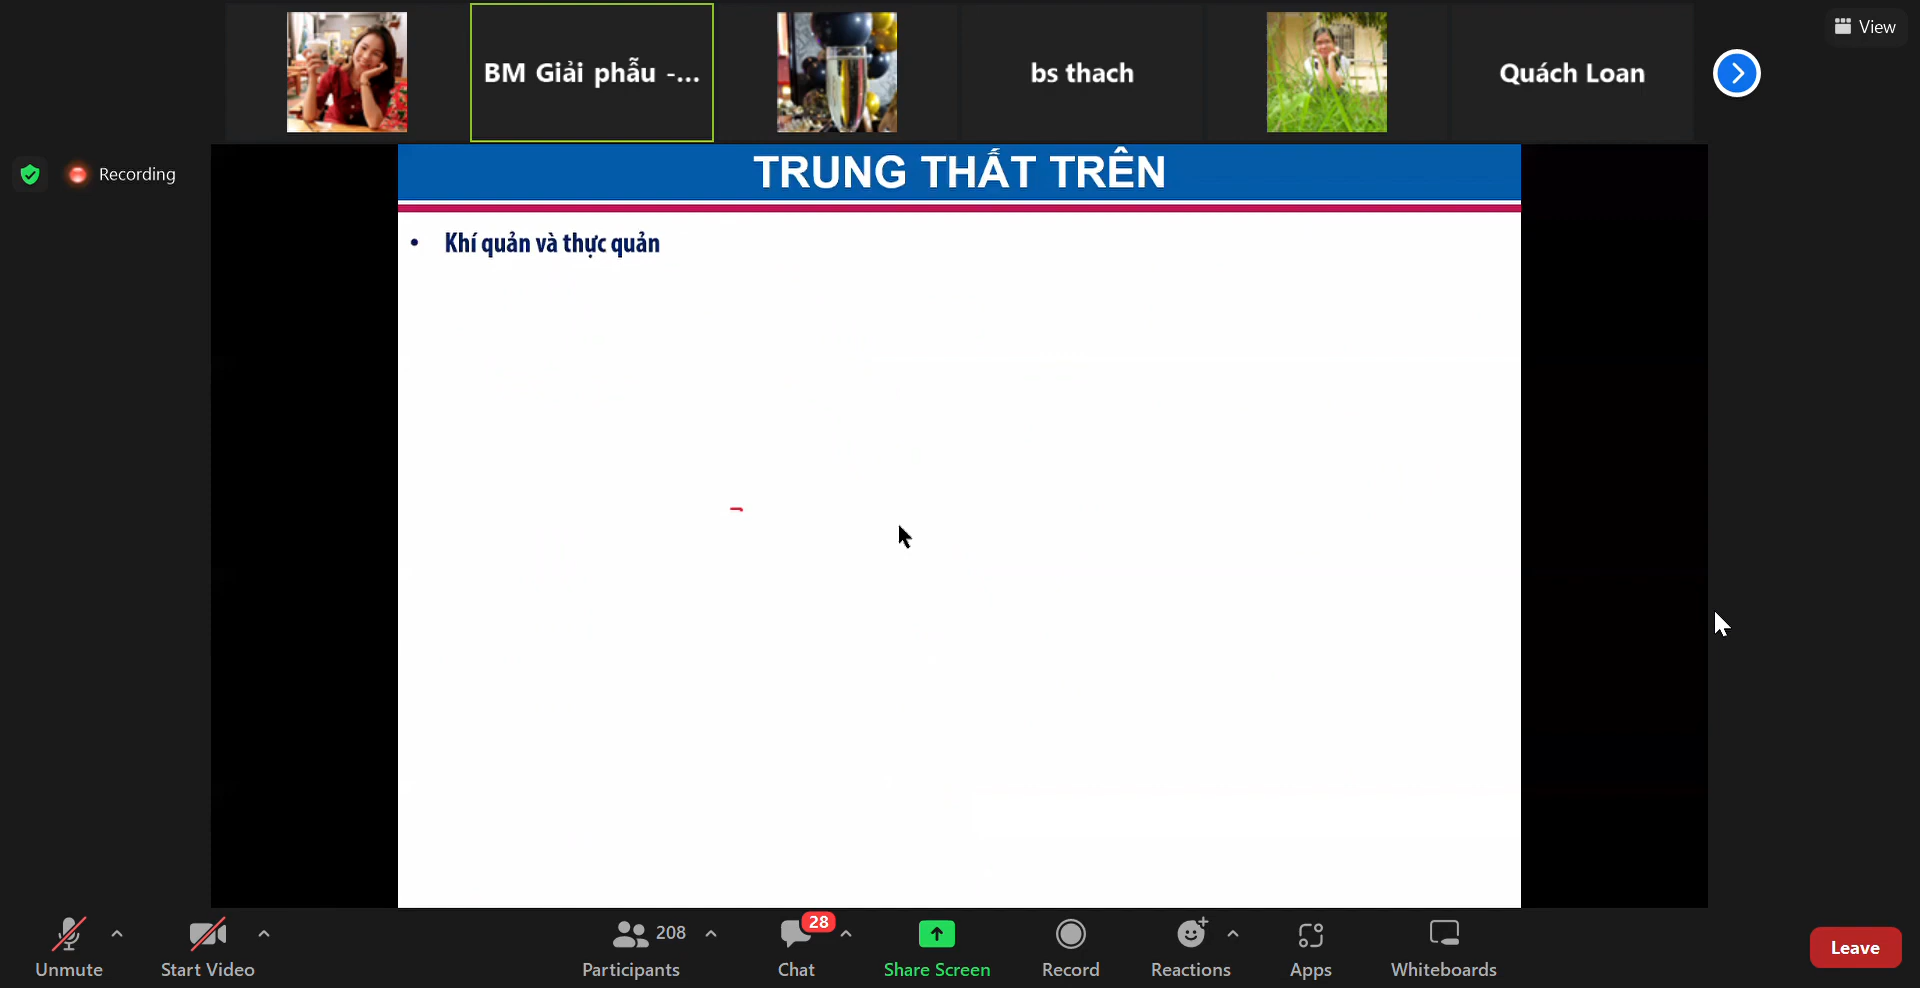 BM Giải phẫu -...
bs thach
Quách Loan
View
Recording
TRUNG THẤT TRÊN
• Khí quản và thực quản
208
28
Unmute
Start Video
Participants
Chat
Share Screen
Record
Reactions
Apps
Whiteboards
Leave